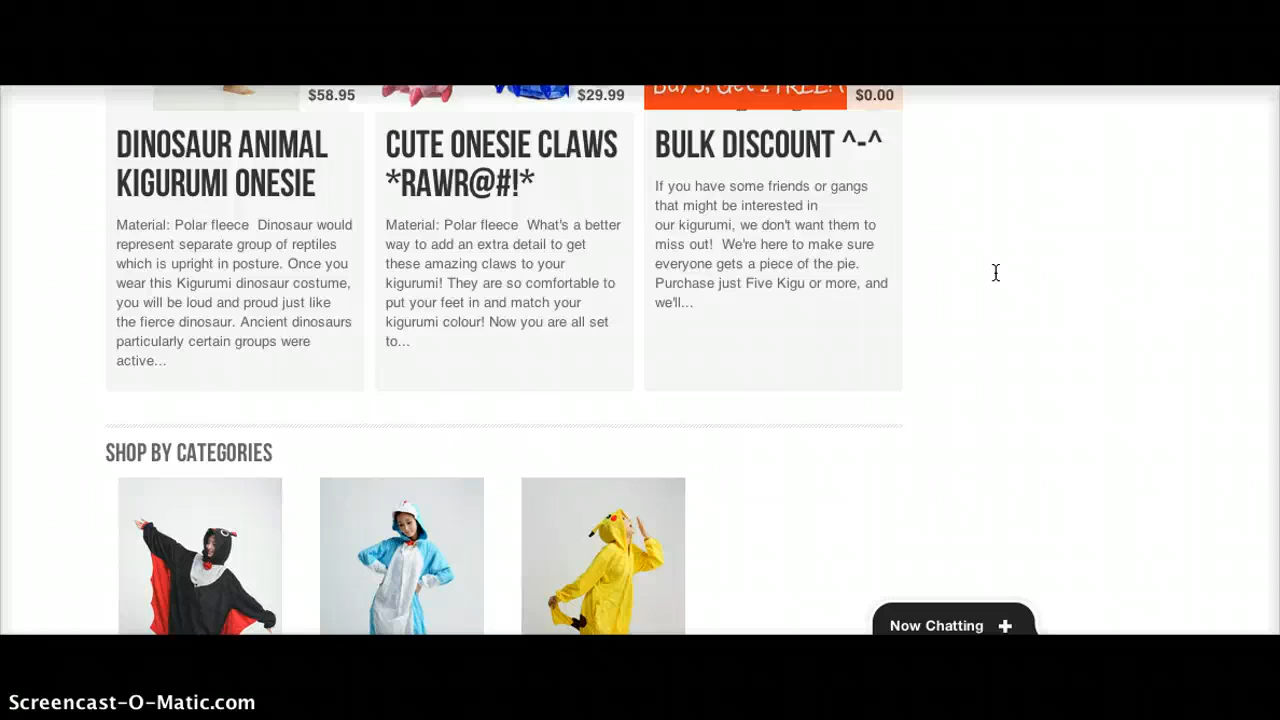 $58.95
$29.99
Buy 5, Get 1 FREE!
$0.00
DINOSAUR ANIMAL
KIGURUMI ONESIE
Material: Polar fleece  Dinosaur would
represent separate group of reptiles
which is upright in posture. Once you
wear this Kigurumi dinosaur costume,
you will be loud and proud just like
the fierce dinosaur. Ancient dinosaurs
particularly certain groups were
active...
CUTE ONESIE CLAWS
*RAWR@#!*
Material: Polar fleece  What's a better
way to add an extra detail to get
these amazing claws to your
kigurumi! They are so comfortable to
put your feet in and match your
kigurumi colour! Now you are all set
to...
BULK DISCOUNT ^-^
If you have some friends or gangs
that might be interested in
our kigurumi, we don't want them to
miss out!  We're here to make sure
everyone gets a piece of the pie.
Purchase just Five Kigu or more, and
we'll...
SHOP BY CATEGORIES
Now Chatting +
Screencast-O-Matic.com